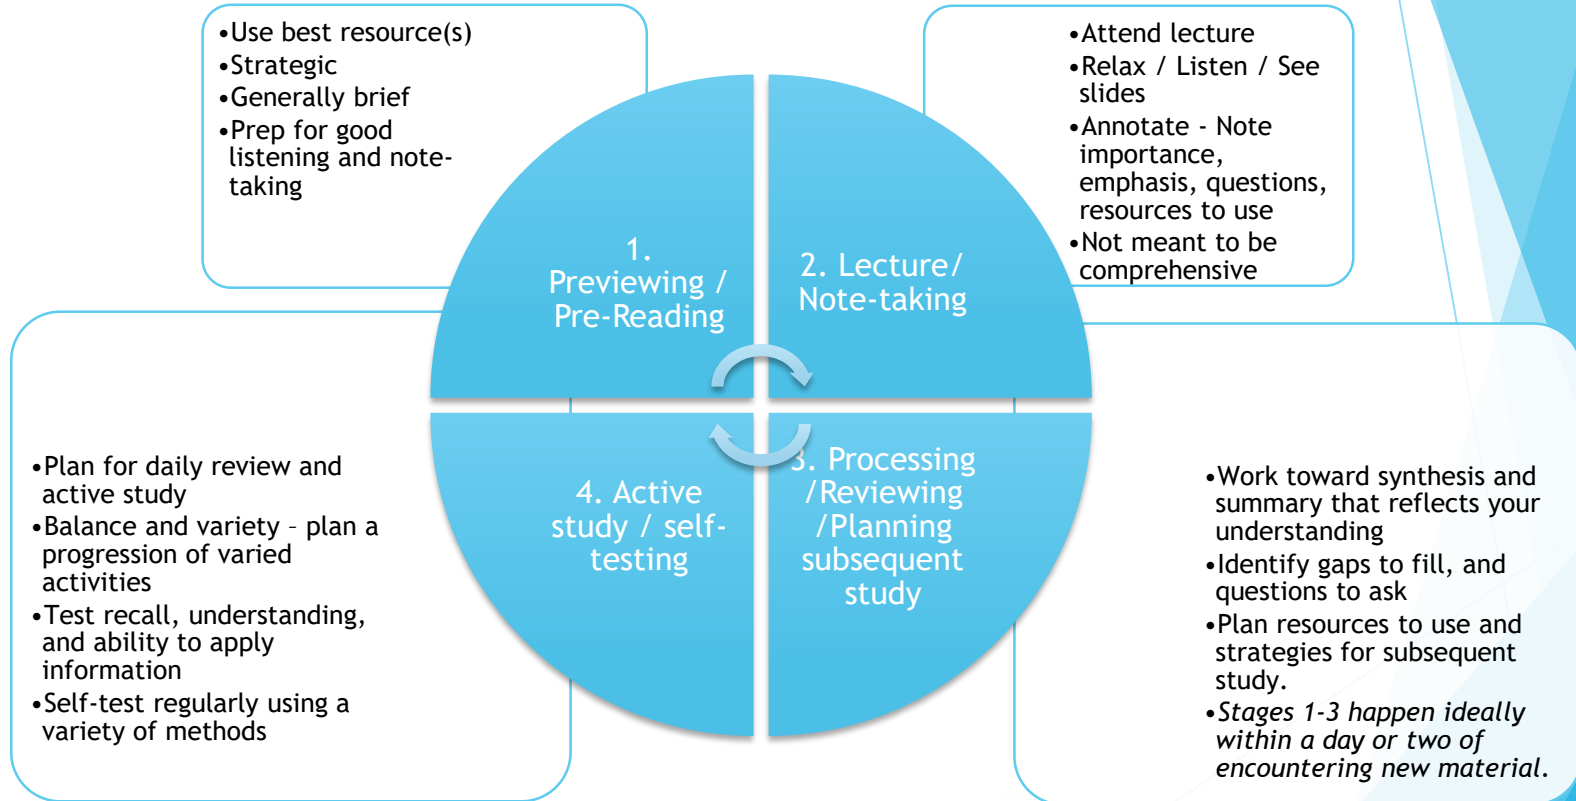 •Use best resource(s)
•Strategic
•Generally brief
•Prep for good
listening and note-
taking
•Attend lecture
•Relax / Listen / See
slides
•Annotate - Note
importance,
emphasis, questions,
resources to use
•Not meant to be
comprehensive
1.
Previewing /
Pre-Reading
2. Lecture/
Note-taking
3. Processing
/Reviewing
/Planning
subsequent
study
4. Active
study / self-
testing
•Work toward synthesis and
summary that reflects your
understanding
•Identify gaps to fill, and
questions to ask
•Plan resources to use and
strategies for subsequent
study.
•Stages 1-3 happen ideally
within a day or two of
encountering new material.
•Plan for daily review and
active study
•Balance and variety – plan a
progression of varied
activities
•Test recall, understanding,
and ability to apply
information
•Self-test regularly using a
variety of methods